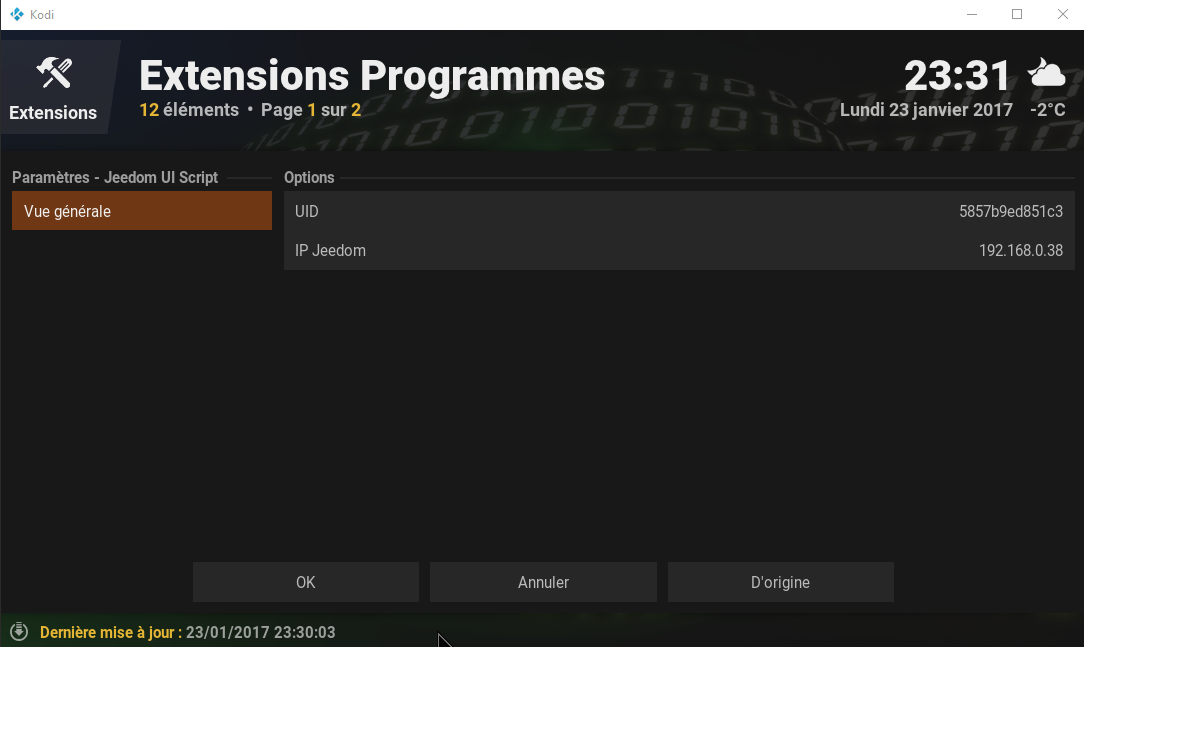 Kodi
Extensions
Extensions Programmes
12 éléments • Page 1 sur 2
23:31
Lundi 23 janvier 2017 -2°C
Paramètres - Jeedom UI Script
Vue générale
Options
UID 5857b9ed851c3
IP Jeedom 192.168.0.38
OK Annuler D'origine
Dernière mise à jour : 23/01/2017 23:30:03